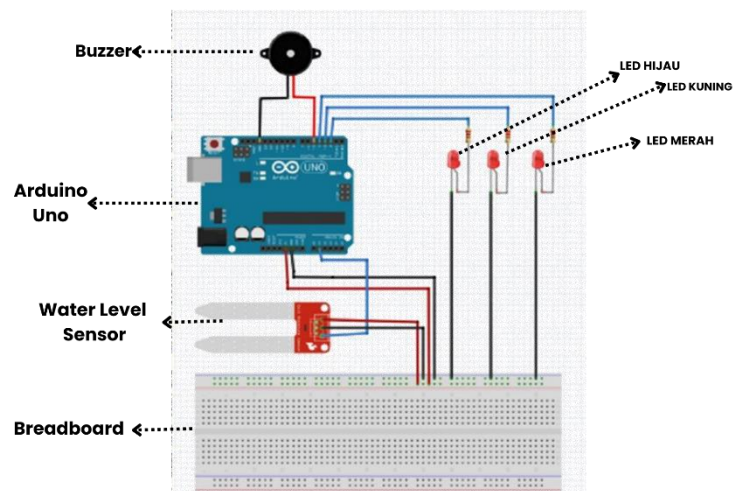 Buzzer
LED HIJAU
LED KUNING
LED MERAH
UNO
Arduino
Uno
Water Level
Sensor
Breadboard